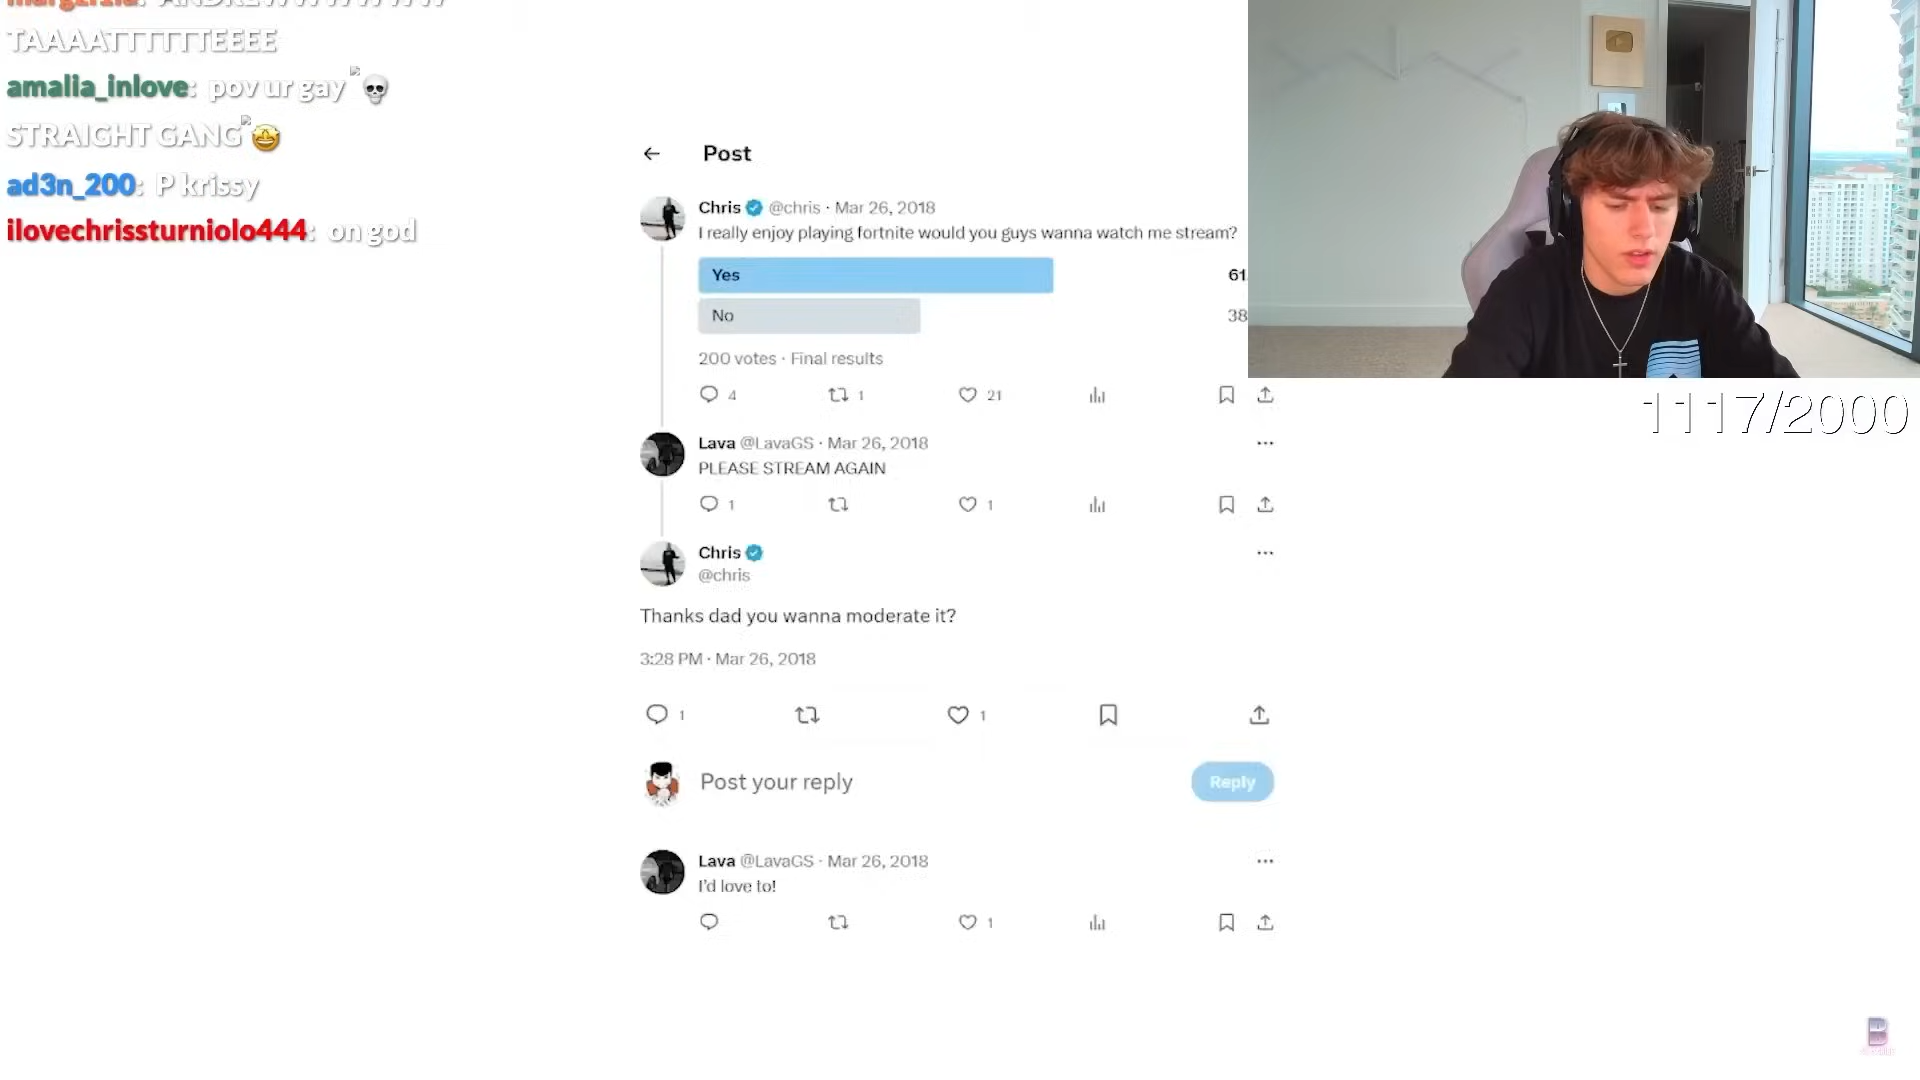 TAAAATTTTTTEEEE
amalia_inlove: pov ur gay 💀
STRAIGHT GANG 🤩
ad3n_200: P krissy
ilovechrissturniolo444: on god
Post
Chris @chris · Mar 26, 2018
I really enjoy playing fortnite would you guys wanna watch me stream?
Yes 61
No 38
200 votes · Final results
4 1 21
Lava @LavaGS · Mar 26, 2018
PLEASE STREAM AGAIN
1 1
Chris
@chris
Thanks dad you wanna moderate it?
3:28 PM · Mar 26, 2018
1 1
Post your reply
Reply
Lava @LavaGS · Mar 26, 2018
I'd love to!
1
1117/2000
B